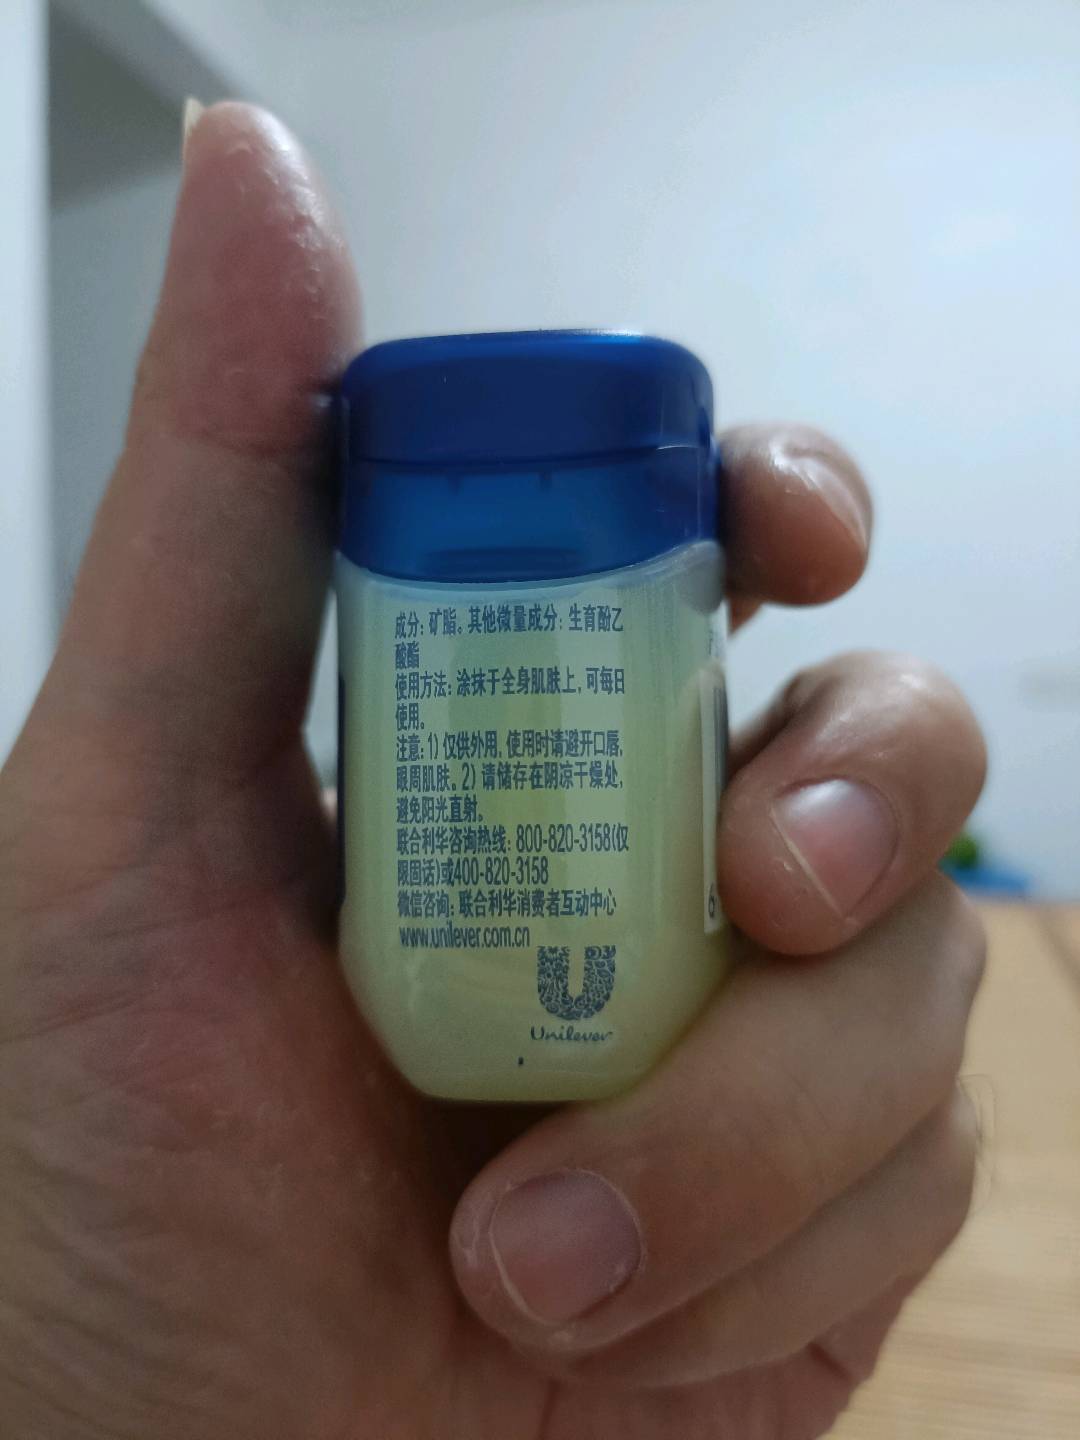 成分：矿脂。其他微量成分：生育酚乙
酸酯
使用方法：涂抹于全身肌肤上，可每日
使用。
注意：1）仅供外用，使用时请避开口唇，
眼周肌肤。2）请储存在阴凉干燥处，
避免阳光直射。
联合利华咨询热线：800-820-3158(仅
限固话)或400-820-3158
微信咨询：联合利华消费者互动中心
www.unilever.com.cn
U
Unilever
6